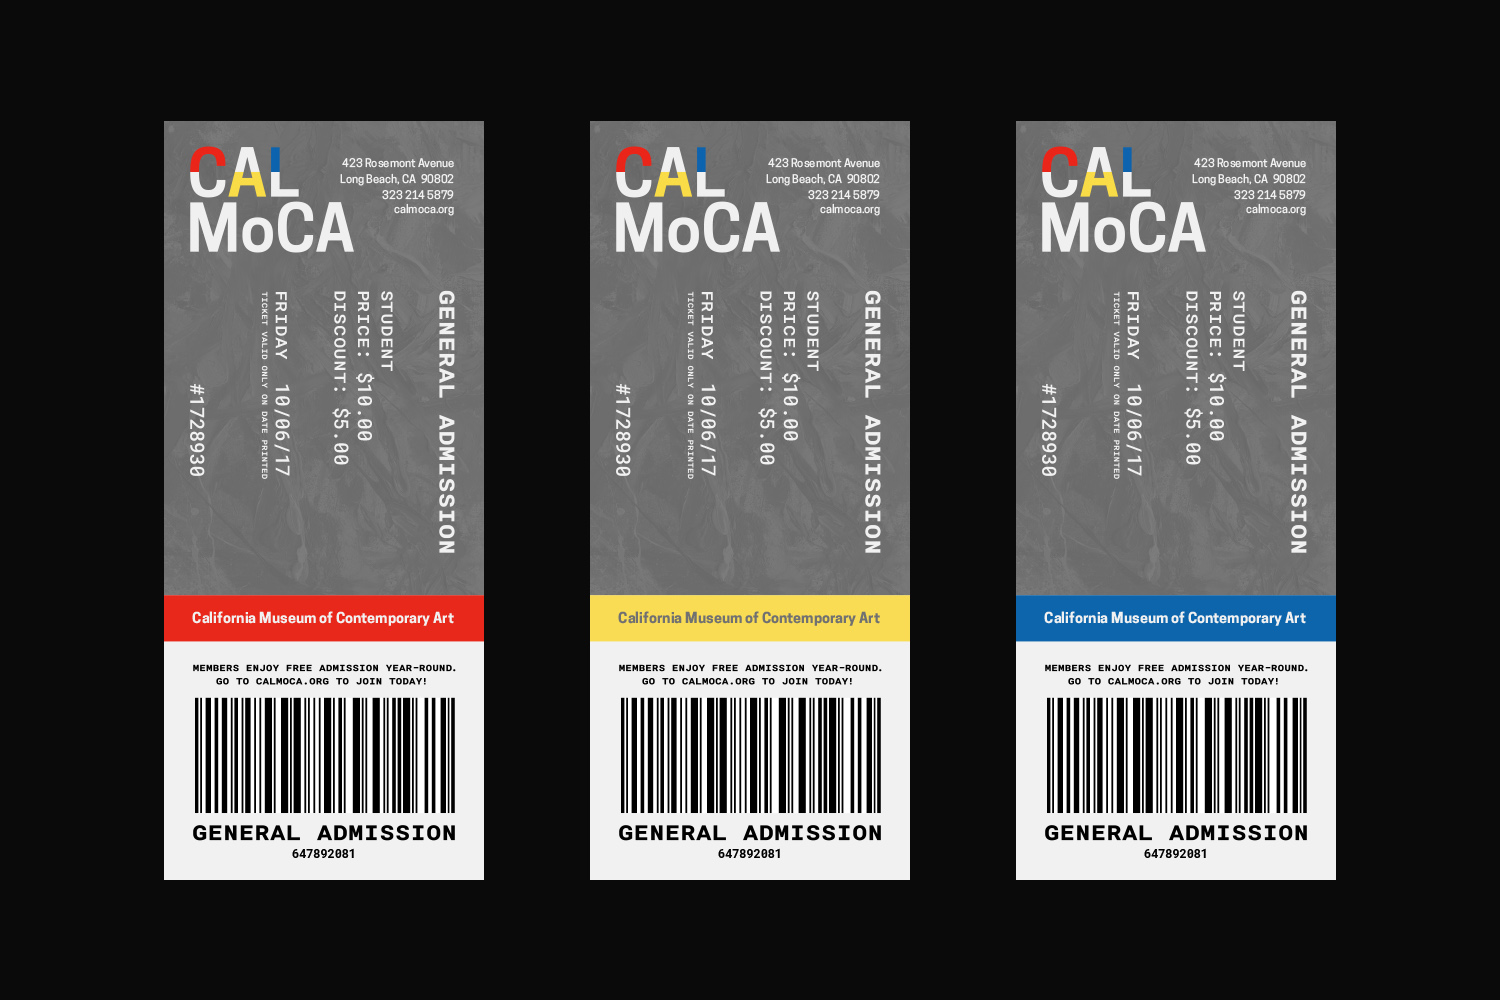 CAL
MoCA
423 Rosemont Avenue
Long Beach, CA 90802
323 214 5879
calmoca.org
GENERAL ADMISSION
STUDENT
PRICE: $10.00
DISCOUNT: $5.00
FRIDAY 10/06/17
TICKET VALID ONLY ON DATE PRINTED
#1728930
California Museum of Contemporary Art
MEMBERS ENJOY FREE ADMISSION YEAR-ROUND.
GO TO CALMOCA.ORG TO JOIN TODAY!
GENERAL ADMISSION
647892081
CAL
MoCA
423 Rosemont Avenue
Long Beach, CA 90802
323 214 5879
calmoca.org
GENERAL ADMISSION
STUDENT
PRICE: $10.00
DISCOUNT: $5.00
FRIDAY 10/06/17
TICKET VALID ONLY ON DATE PRINTED
#1728930
California Museum of Contemporary Art
MEMBERS ENJOY FREE ADMISSION YEAR-ROUND.
GO TO CALMOCA.ORG TO JOIN TODAY!
GENERAL ADMISSION
647892081
CAL
MoCA
423 Rosemont Avenue
Long Beach, CA 90802
323 214 5879
calmoca.org
GENERAL ADMISSION
STUDENT
PRICE: $10.00
DISCOUNT: $5.00
FRIDAY 10/06/17
TICKET VALID ONLY ON DATE PRINTED
#1728930
California Museum of Contemporary Art
MEMBERS ENJOY FREE ADMISSION YEAR-ROUND.
GO TO CALMOCA.ORG TO JOIN TODAY!
GENERAL ADMISSION
647892081